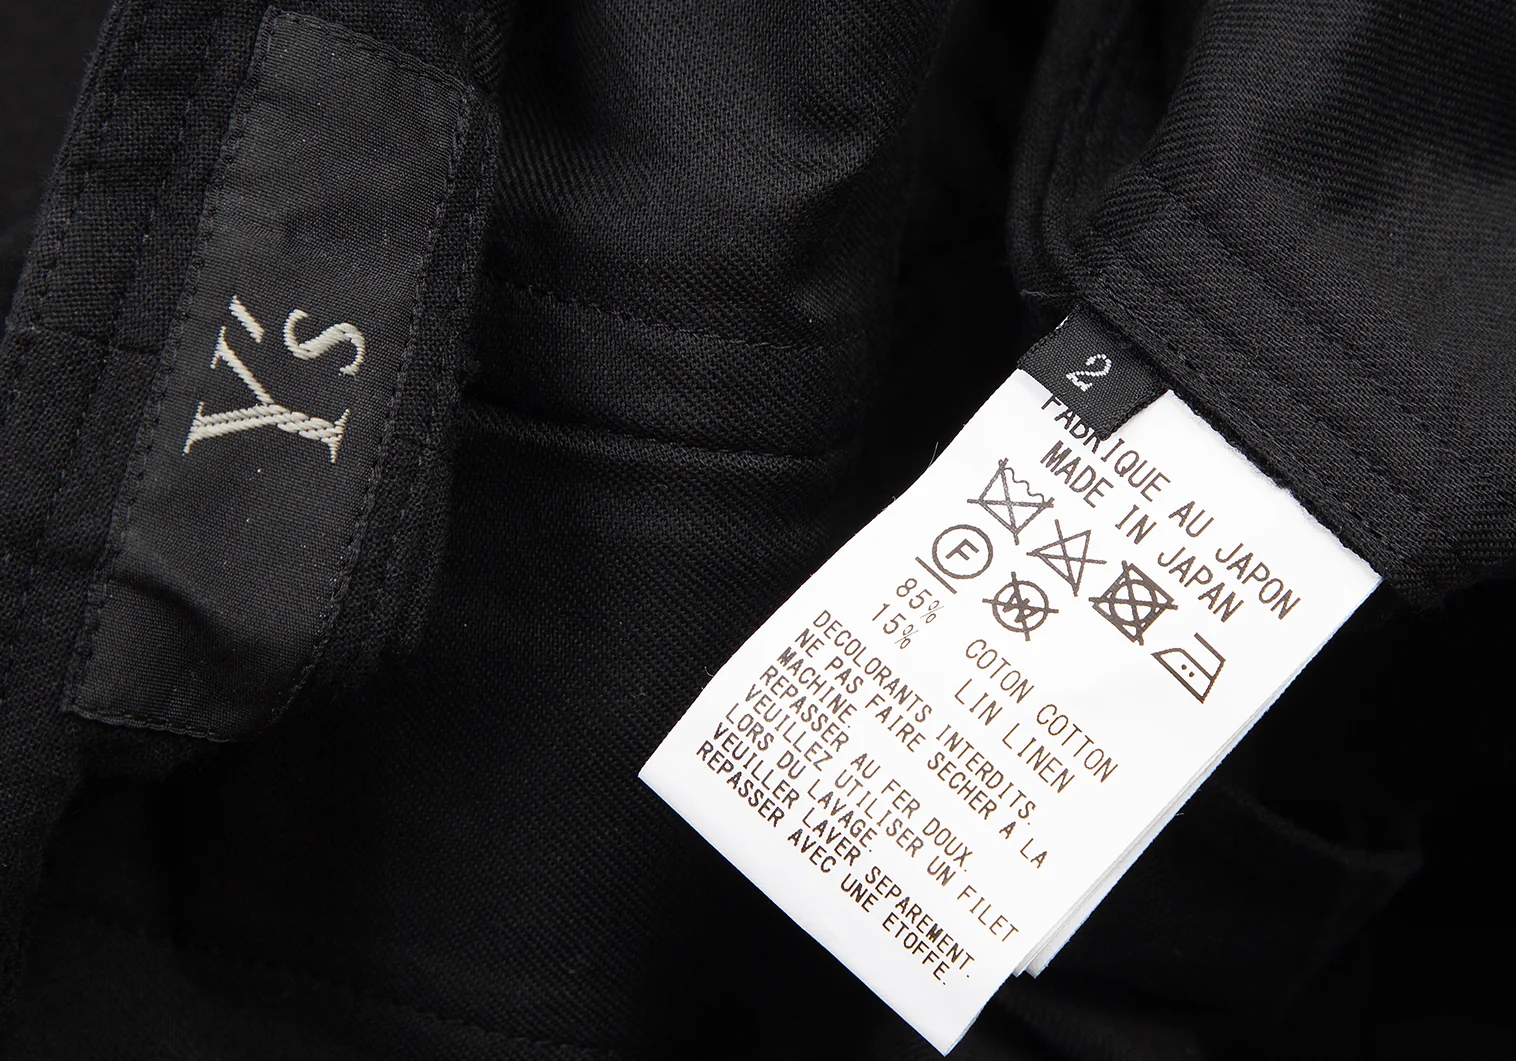 Y's
2
FABRIQUE AU JAPON
MADE IN JAPAN
F
W
85% COTON COTTON
15% LIN LINEN
DECOLORANTS INTERDITS.
NE PAS FAIRE SECHER A LA
MACHINE
REPASSER AU FER DOUX.
VEUILLEZ UTILISER UN FILET
LORS DU LAVAGE.
VEUILLER LAVER SEPAREMENT.
REPASSER AVEC UNE ETOFFE.